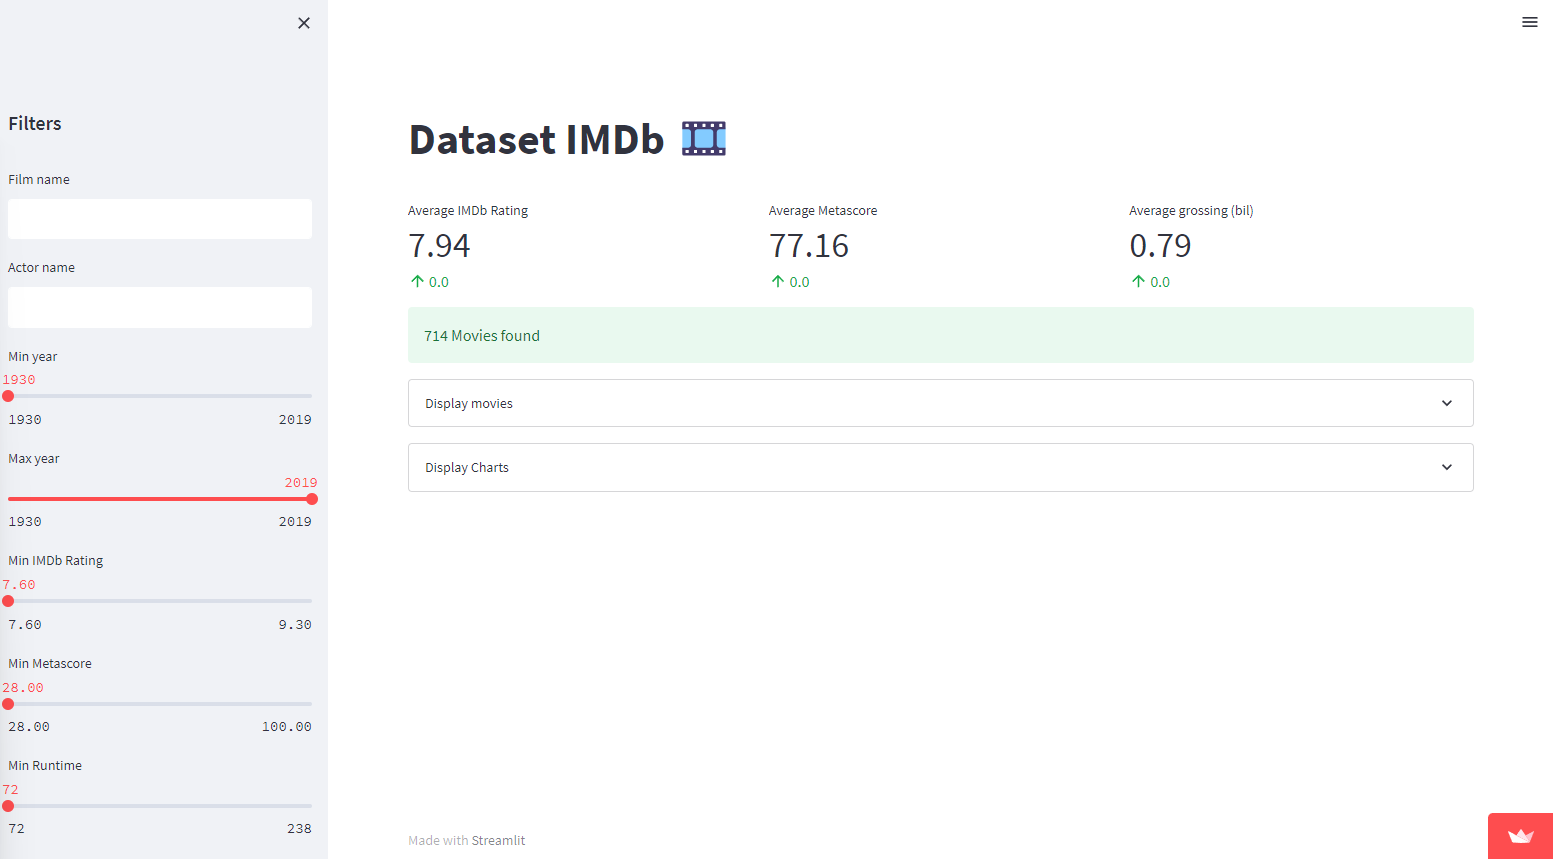 Filters
Film name
Actor name
Min year
1930
1930 2019
Max year
2019
1930 2019
Min IMDb Rating
7.60
7.60 9.30
Min Metascore
28.00
28.00 100.00
Min Runtime
72
72 238
Dataset IMDb
Average IMDb Rating
7.94
0.0
Average Metascore
77.16
0.0
Average grossing (bil)
0.79
0.0
714 Movies found
Display movies
Display Charts
Made with Streamlit